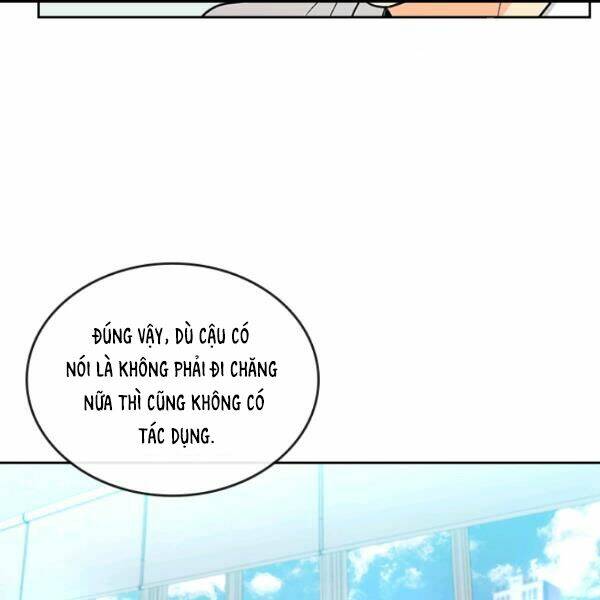 ĐÚNG VẬY, DÙ CẬU CÓ
NÓI LÀ KHÔNG PHẢI ĐI CHĂNG
NỮA THÌ CŨNG KHÔNG CÓ
TÁC DỤNG.